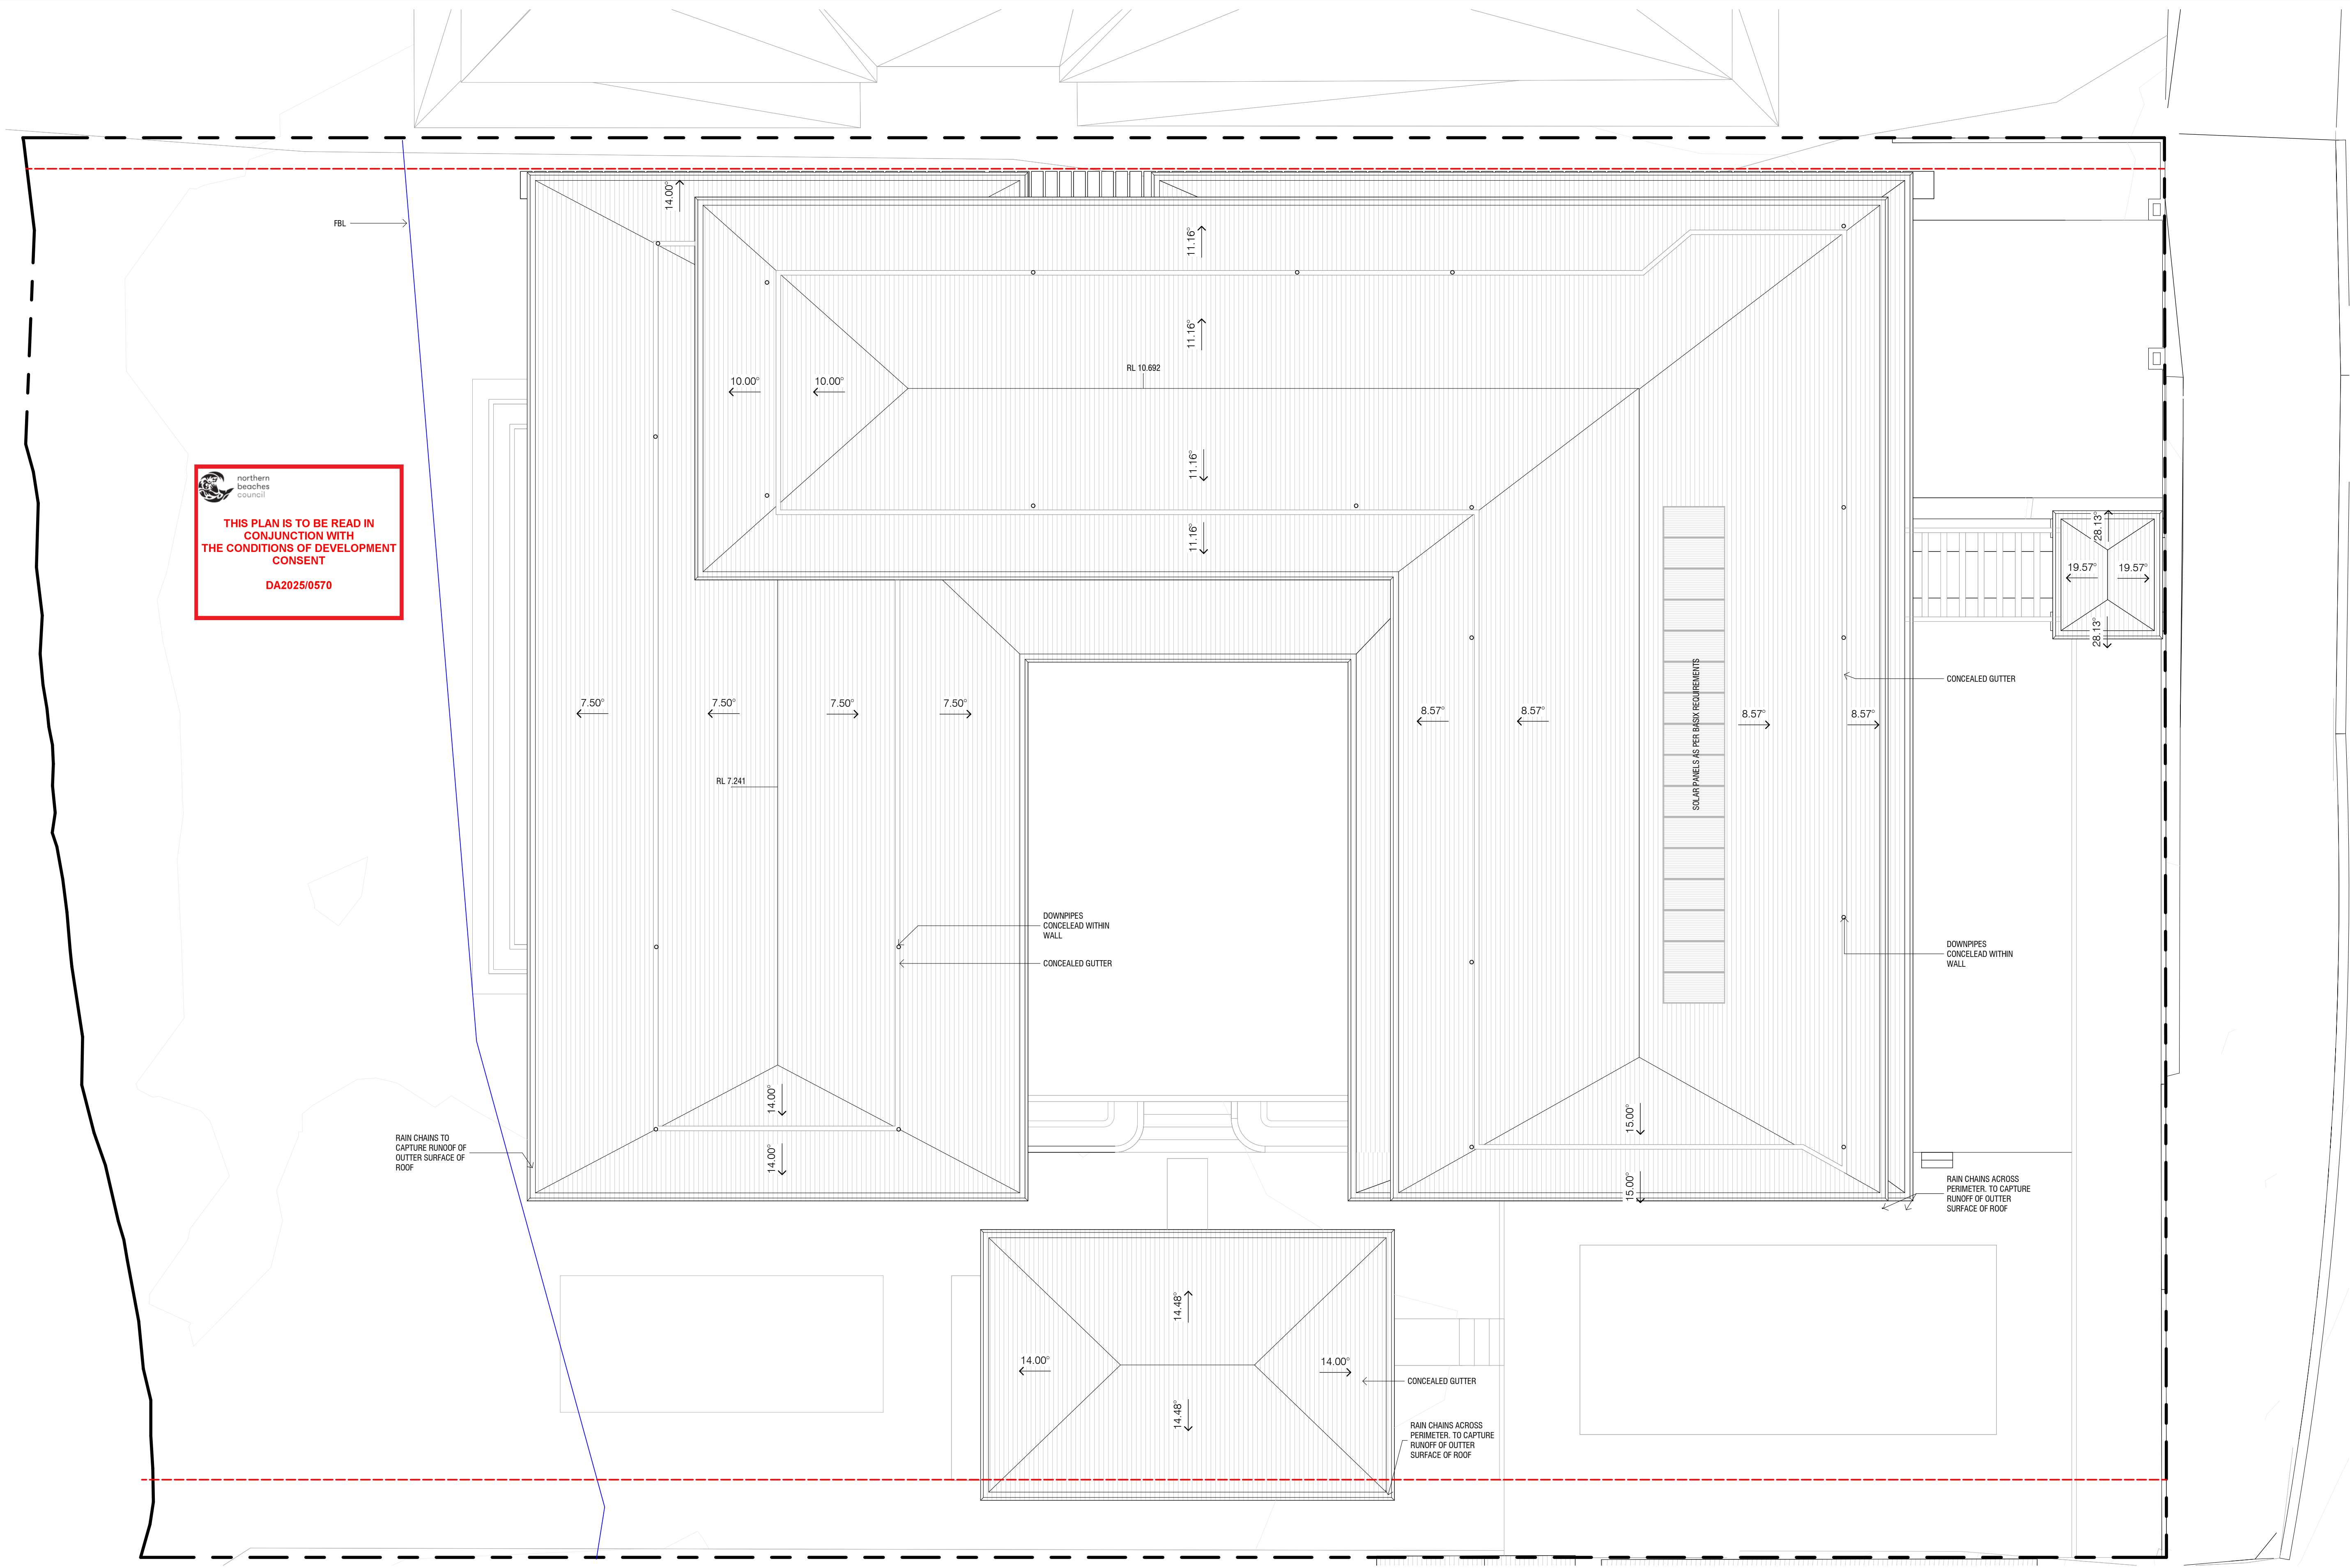 14.00°
FBL
11.16°
11.16°
RL 10.692
10.00°
10.00°
11.16°
11.16°
northern
beaches
council
THIS PLAN IS TO BE READ IN
CONJUNCTION WITH
THE CONDITIONS OF DEVELOPMENT
CONSENT
DA2025/0570
28.13°
19.57°
19.57°
28.13°
CONCEALED GUTTER
7.50°
7.50°
7.50°
7.50°
8.57°
8.57°
SOLAR PANELS AS PER BASIX REQUIREMENTS
8.57°
8.57°
RL 7.241
DOWNPIPES
CONCELEAD WITHIN
WALL
CONCEALED GUTTER
DOWNPIPES
CONCELEAD WITHIN
WALL
14.00°
14.00°
15.00°
15.00°
RAIN CHAINS TO
CAPTURE RUNOOF OF
OUTTER SURFACE OF
ROOF
RAIN CHAINS ACROSS
PERIMETER. TO CAPTURE
RUNOFF OF OUTTER
SURFACE OF ROOF
14.48°
14.00°
14.00°
14.48°
CONCEALED GUTTER
RAIN CHAINS ACROSS
PERIMETER. TO CAPTURE
RUNOFF OF OUTTER
SURFACE OF ROOF